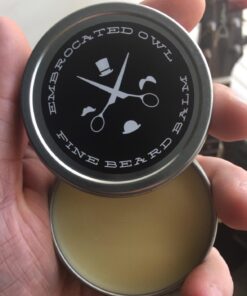 EMBROCATED OWL
FINE BEARD BALM